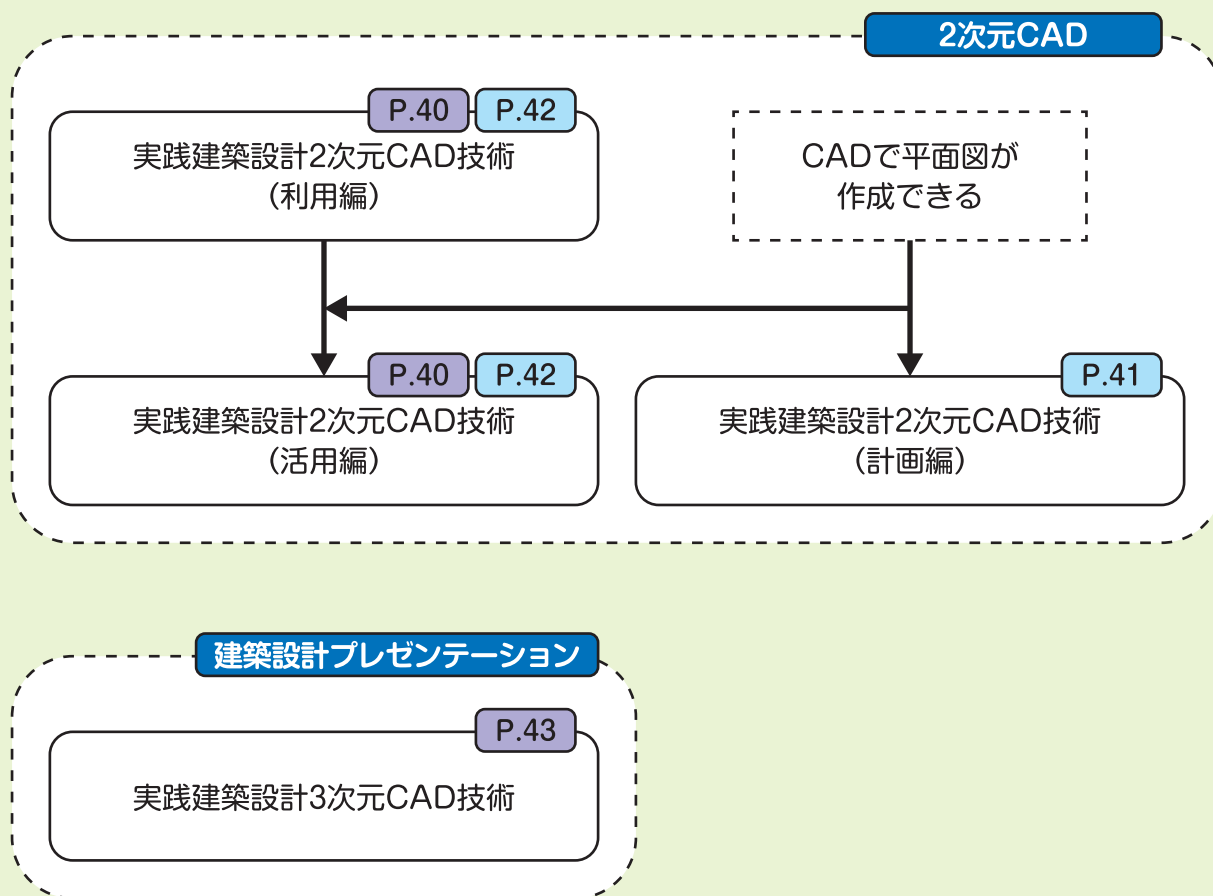 2次元CAD
P.40 P.42
実践建築設計2次元CAD技術
(利用編)
CADで平面図が
作成できる
P.40 P.42
実践建築設計2次元CAD技術
(活用編)
P.41
実践建築設計2次元CAD技術
(計画編)
建築設計プレゼンテーション
P.43
実践建築設計3次元CAD技術